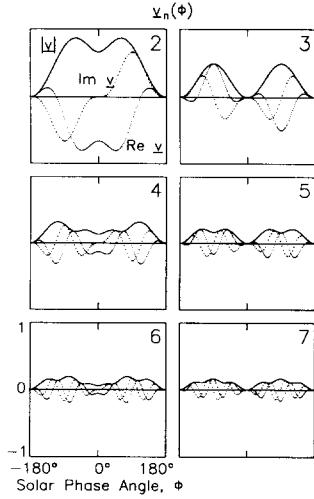 v_n(ϕ)
|v| 2 3
Im v
Re v
4 5
1 6 7
0
−1
−180° 0° 180°
Solar Phase Angle, ϕ